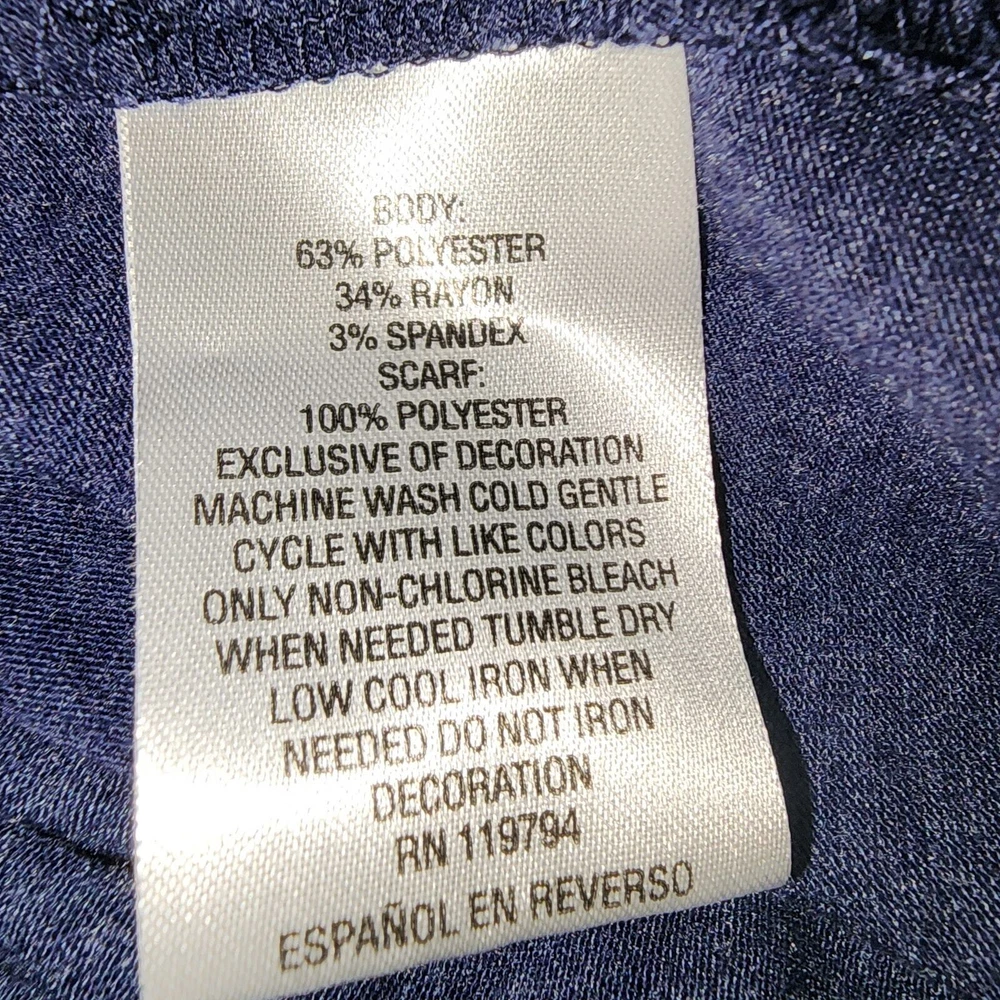 BODY:
63% POLYESTER
34% RAYON
3% SPANDEX
SCARF:
100% POLYESTER
EXCLUSIVE OF DECORATION
MACHINE WASH COLD GENTLE
CYCLE WITH LIKE COLORS
ONLY NON-CHLORINE BLEACH
WHEN NEEDED TUMBLE DRY
LOW COOL IRON WHEN
NEEDED DO NOT IRON
DECORATION
RN 119794
ESPAÑOL EN REVERSO